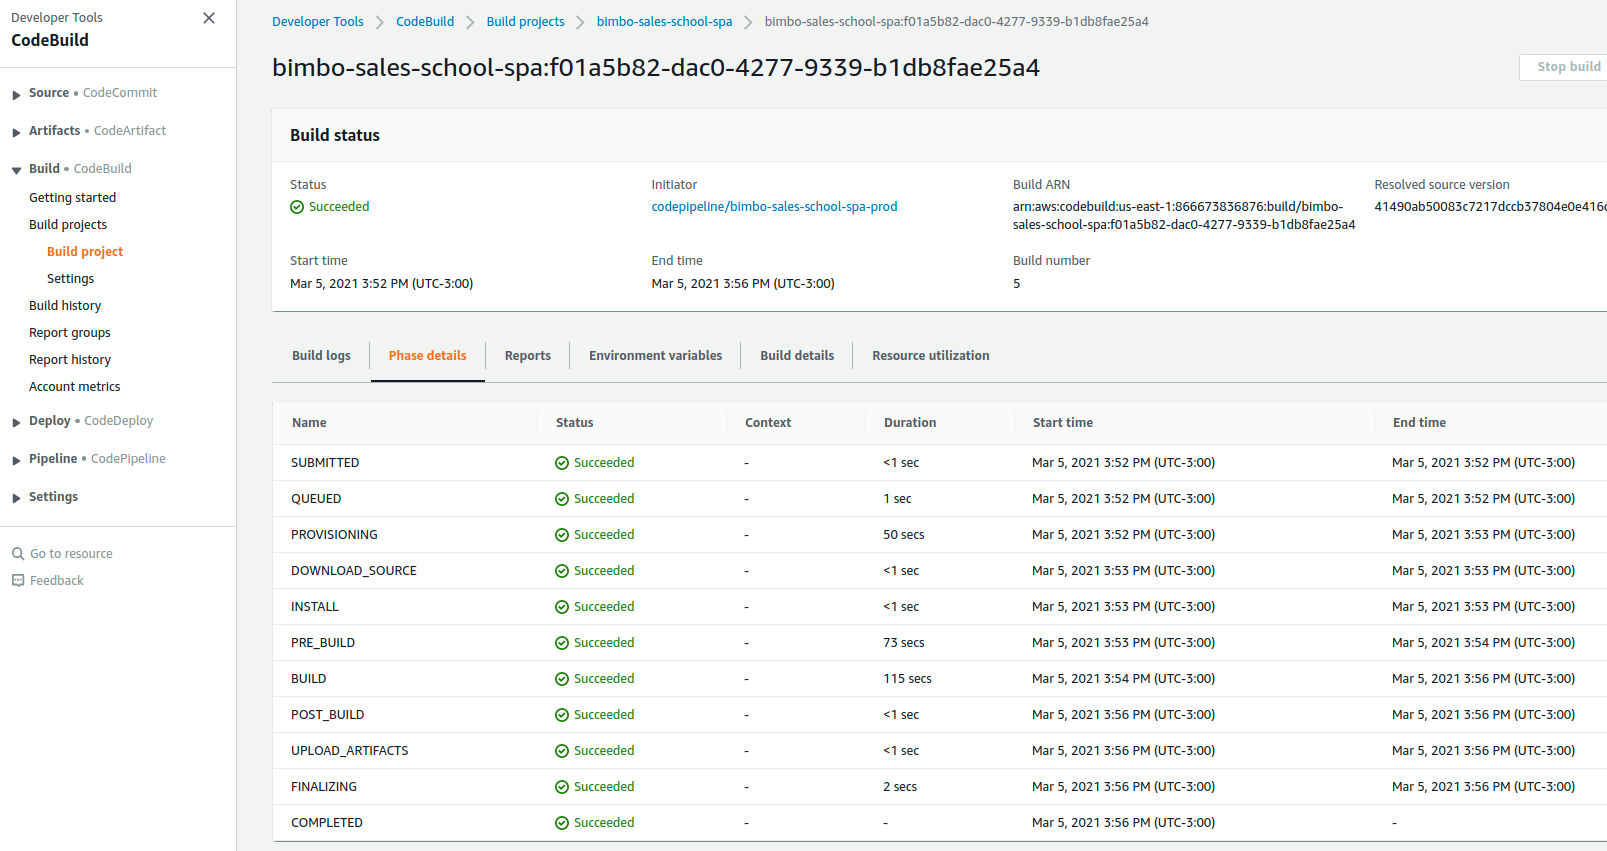 Developer Tools
CodeBuild
Source • CodeCommit
Artifacts • CodeArtifact
Build • CodeBuild
Getting started
Build projects
Build project
Settings
Build history
Report groups
Report history
Account metrics
Deploy • CodeDeploy
Pipeline • CodePipeline
Settings
Go to resource
Feedback
Developer Tools > CodeBuild > Build projects > bimbo-sales-school-spa > bimbo-sales-school-spa:f01a5b82-dac0-4277-9339-b1db8fae25a4
bimbo-sales-school-spa:f01a5b82-dac0-4277-9339-b1db8fae25a4
Stop build
Build status
Status Initiator Build ARN Resolved source version
Succeeded codepipeline/bimbo-sales-school-spa-prod arn:aws:codebuild:us-east-1:866673836876:build/bimbo- 41490ab50083c7217dccb37804e0e416
sales-school-spa:f01a5b82-dac0-4277-9339-b1db8fae25a4
Start time End time Build number
Mar 5, 2021 3:52 PM (UTC-3:00) Mar 5, 2021 3:56 PM (UTC-3:00) 5
Build logs Phase details Reports Environment variables Build details Resource utilization
Name Status Context Duration Start time End time
SUBMITTED Succeeded - <1 sec Mar 5, 2021 3:52 PM (UTC-3:00) Mar 5, 2021 3:52 PM (UTC-3:00)
QUEUED Succeeded - 1 sec Mar 5, 2021 3:52 PM (UTC-3:00) Mar 5, 2021 3:52 PM (UTC-3:00)
PROVISIONING Succeeded - 50 secs Mar 5, 2021 3:52 PM (UTC-3:00) Mar 5, 2021 3:53 PM (UTC-3:00)
DOWNLOAD_SOURCE Succeeded - <1 sec Mar 5, 2021 3:53 PM (UTC-3:00) Mar 5, 2021 3:53 PM (UTC-3:00)
INSTALL Succeeded - <1 sec Mar 5, 2021 3:53 PM (UTC-3:00) Mar 5, 2021 3:53 PM (UTC-3:00)
PRE_BUILD Succeeded - 73 secs Mar 5, 2021 3:53 PM (UTC-3:00) Mar 5, 2021 3:54 PM (UTC-3:00)
BUILD Succeeded - 115 secs Mar 5, 2021 3:54 PM (UTC-3:00) Mar 5, 2021 3:56 PM (UTC-3:00)
POST_BUILD Succeeded - <1 sec Mar 5, 2021 3:56 PM (UTC-3:00) Mar 5, 2021 3:56 PM (UTC-3:00)
UPLOAD_ARTIFACTS Succeeded - <1 sec Mar 5, 2021 3:56 PM (UTC-3:00) Mar 5, 2021 3:56 PM (UTC-3:00)
FINALIZING Succeeded - 2 secs Mar 5, 2021 3:56 PM (UTC-3:00) Mar 5, 2021 3:56 PM (UTC-3:00)
COMPLETED Succeeded - - Mar 5, 2021 3:56 PM (UTC-3:00) -